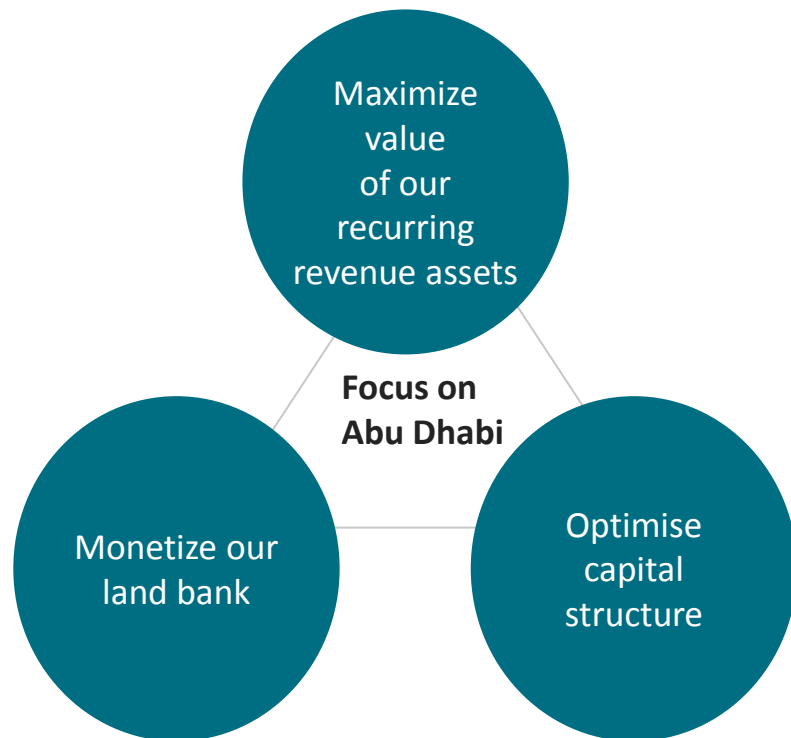 Maximize
value
of our
recurring
revenue assets
Focus on
Abu Dhabi
Monetize our
land bank
Optimise
capital
structure